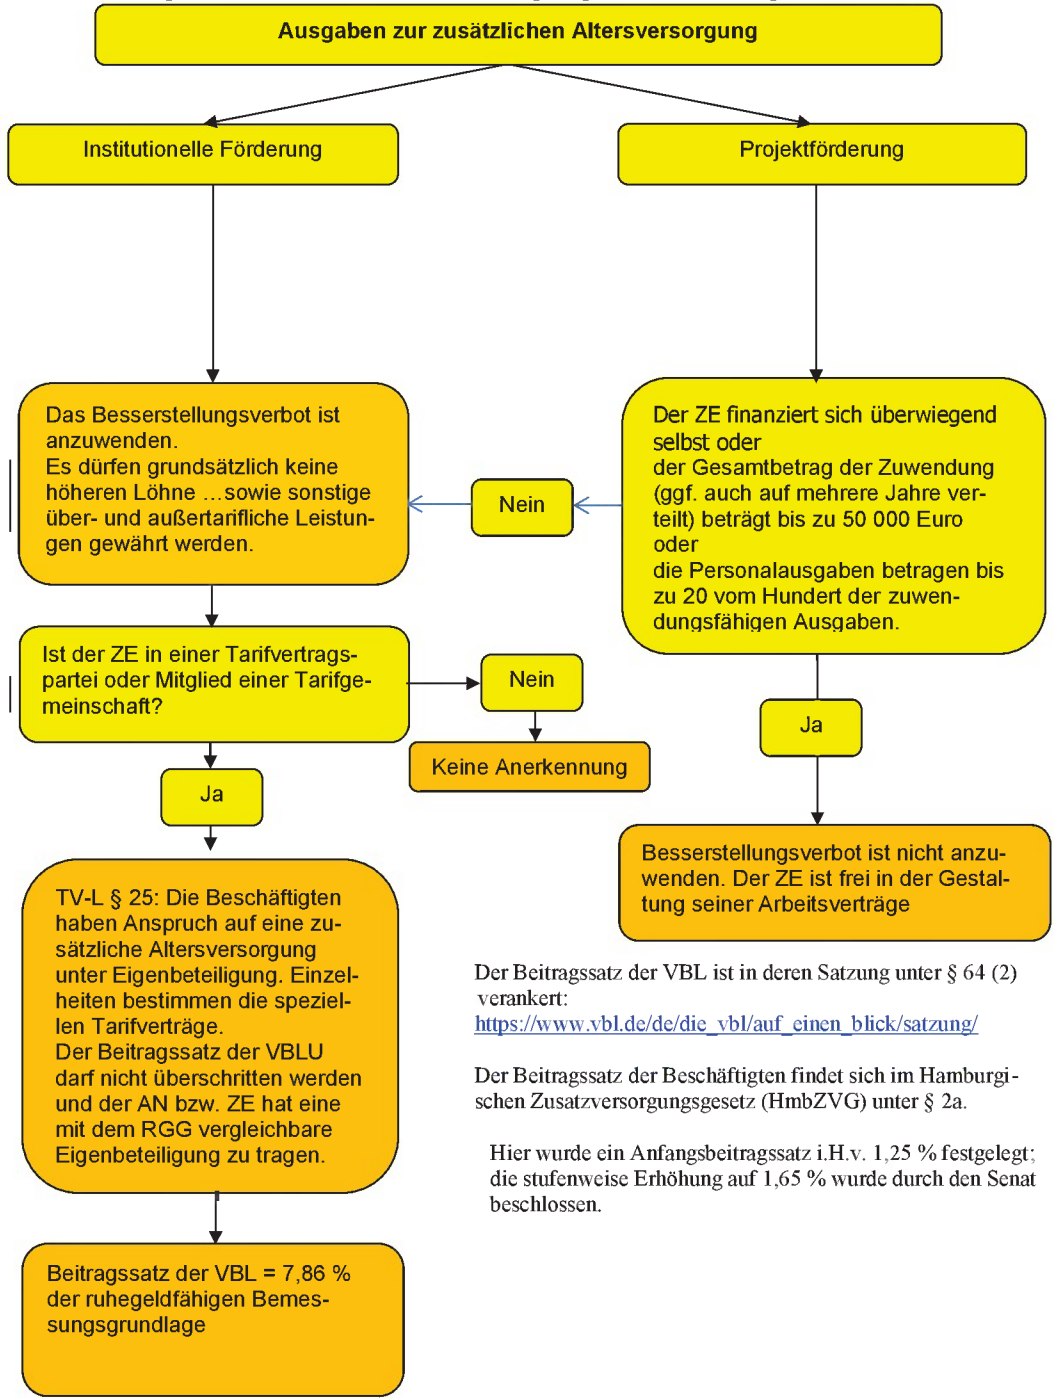 Ausgaben zur zusätzlichen Altersversorgung
Institutionelle Förderung
Projektförderung
Das Besserstellungsverbot ist
anzuwenden.
Es dürfen grundsätzlich keine
höheren Löhne …sowie sonstige
über- und außertarifliche Leistun-
gen gewährt werden.
Nein
Der ZE finanziert sich überwiegend
selbst oder
der Gesamtbetrag der Zuwendung
(ggf. auch auf mehrere Jahre ver-
teilt) beträgt bis zu 50 000 Euro
oder
die Personalausgaben betragen bis
zu 20 vom Hundert der zuwen-
dungsfähigen Ausgaben.
Ist der ZE in einer Tarifvertrags-
partei oder Mitglied einer Tarifge-
meinschaft?
Nein
Keine Anerkennung
Ja
Ja
Besserstellungsverbot ist nicht anzu-
wenden. Der ZE ist frei in der Gestal-
tung seiner Arbeitsverträge
TV-L § 25: Die Beschäftigten
haben Anspruch auf eine zu-
sätzliche Altersversorgung
unter Eigenbeteiligung. Einzel-
heiten bestimmen die speziel-
len Tarifverträge.
Der Beitragssatz der VBLU
darf nicht überschritten werden
und der AN bzw. ZE hat eine
mit dem RGG vergleichbare
Eigenbeteiligung zu tragen.
Der Beitragssatz der VBL ist in deren Satzung unter § 64 (2)
verankert:
https://www.vbl.de/de/die_vbl/auf_einen_blick/satzung/
Der Beitragssatz der Beschäftigten findet sich im Hamburgi-
schen Zusatzversorgungsgesetz (HmbZVG) unter § 2a.
Hier wurde ein Anfangsbeitragssatz i.H.v. 1,25 % festgelegt;
die stufenweise Erhöhung auf 1,65 % wurde durch den Senat
beschlossen.
Beitragssatz der VBL = 7,86 %
der ruhegeldfähigen Bemes-
sungsgrundlage